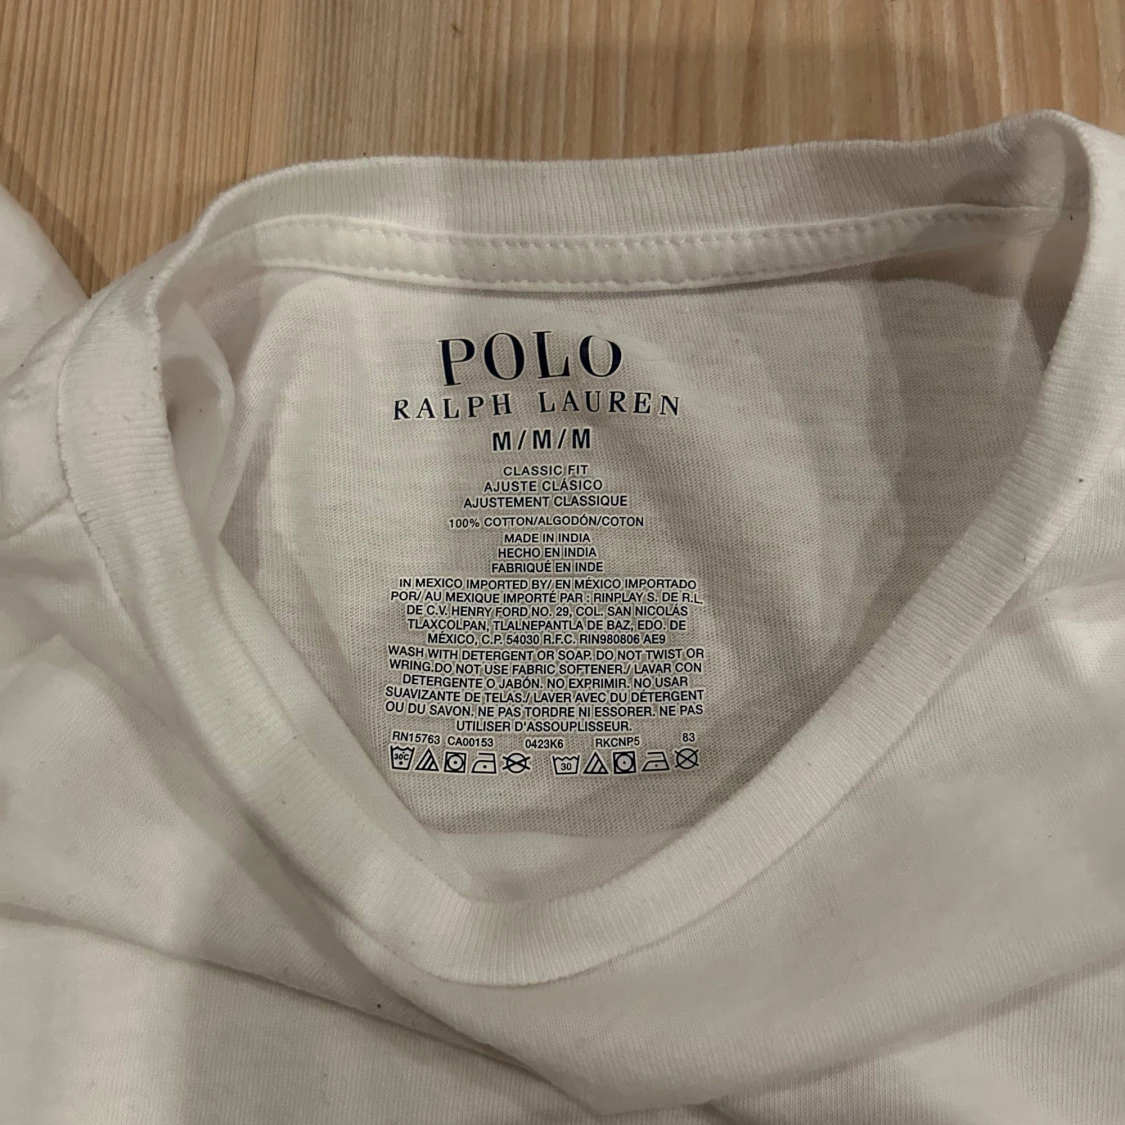 POLO
RALPH LAUREN
M/M/M
CLASSIC FIT
AJUSTE CLÁSICO
AJUSTEMENT CLASSIQUE
100% COTTON/ALGODÓN/COTON
MADE IN INDIA
HECHO EN INDIA
FABRIQUÉ EN INDE
IN MEXICO IMPORTED BY/ EN MÉXICO IMPORTADO
POR/ AU MEXIQUE IMPORTÉ PAR : RINPLAY S. DE R.L.
DE C.V. HENRY FORD NO. 29, COL. SAN NICOLÁS
TLAXCOLPAN, TLALNEPANTLA DE BAZ, EDO. DE
MÉXICO, C.P. 54030 R.F.C. RIN980806 AE9
WASH WITH DETERGENT OR SOAP. DO NOT TWIST OR
WRING.DO NOT USE FABRIC SOFTENER./ LAVAR CON
DETERGENTE O JABÓN. NO EXPRIMIR. NO USAR
SUAVIZANTE DE TELAS./ LAVER AVEC DU DÉTERGENT
OU DU SAVON. NE PAS TORDRE NI ESSORER. NE PAS
UTILISER D'ASSOUPLISSEUR.
RN15763 CA00153 0423K6 RKCNP5 83
30C 30